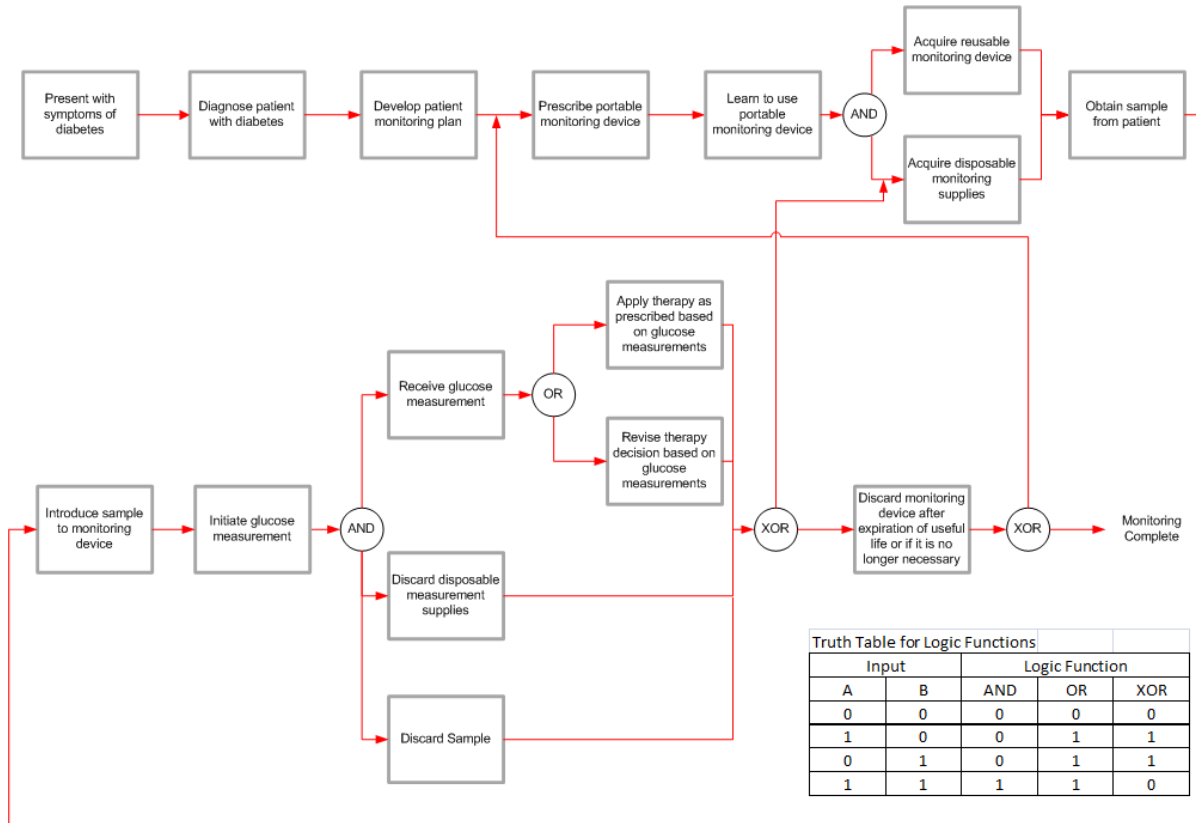 Present with
symptoms of
diabetes
Diagnose patient
with diabetes
Develop patient
monitoring plan
Prescribe portable
monitoring device
Learn to use
portable
monitoring device
AND
Acquire reusable
monitoring device
Acquire disposable
monitoring
supplies
Obtain sample
from patient
Introduce sample
to monitoring
device
Initiate glucose
measurement
AND
Receive glucose
measurement
OR
Apply therapy as
prescribed based
on glucose
measurements
Revise therapy
decision based on
glucose
measurements
Discard disposable
measurement
supplies
Discard Sample
XOR
Discard monitoring
device after
expiration of useful
life or if it is no
longer necessary
XOR
Monitoring
Complete
Truth Table for Logic Functions
Input Logic Function
A B AND OR XOR
0 0 0 0 0
1 0 0 1 1
0 1 0 1 1
1 1 1 1 0